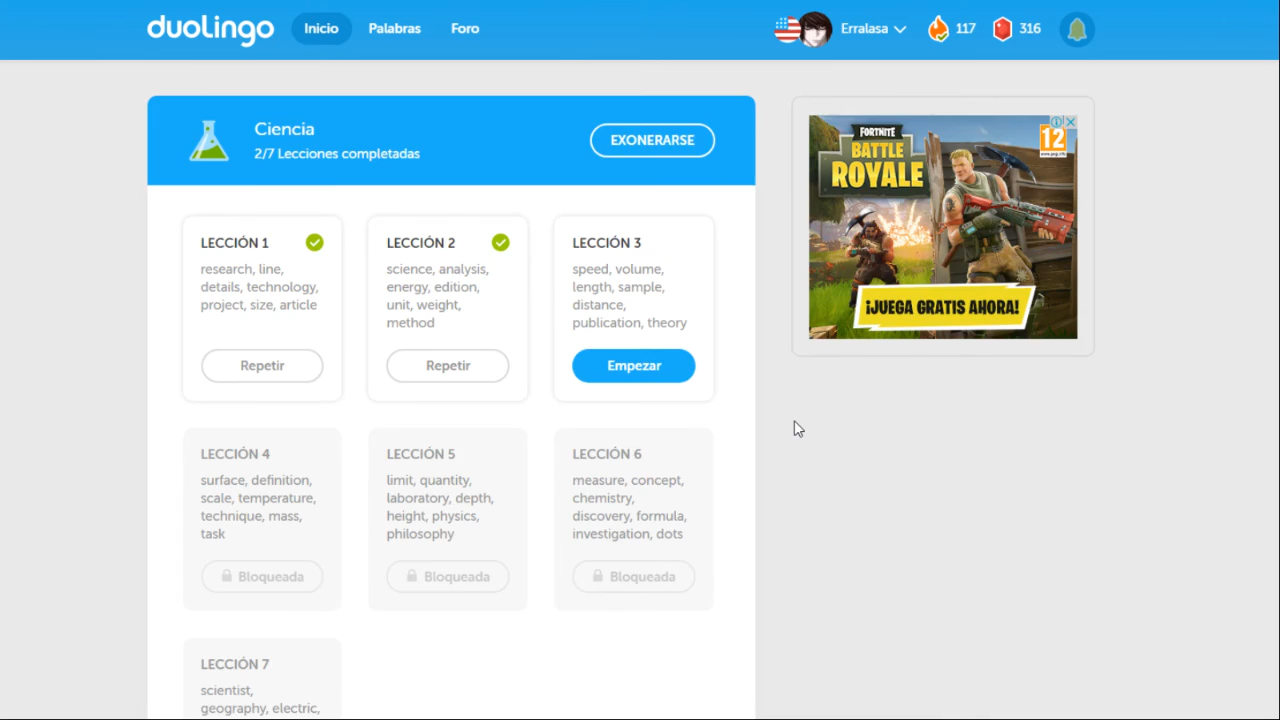 duolingo
Inicio
Palabras
Foro
Erralasa
117
316
Ciencia
2/7 Lecciones completadas
EXONERARSE
LECCIÓN 1
research, line,
details, technology,
project, size, article
Repetir
LECCIÓN 2
science, analysis,
energy, edition,
unit, weight,
method
Repetir
LECCIÓN 3
speed, volume,
length, sample,
distance,
publication, theory
Empezar
LECCIÓN 4
surface, definition,
scale, temperature,
technique, mass,
task
Bloqueada
LECCIÓN 5
limit, quantity,
laboratory, depth,
height, physics,
philosophy
Bloqueada
LECCIÓN 6
measure, concept,
chemistry,
discovery, formula,
investigation, dots
Bloqueada
LECCIÓN 7
scientist,
geography, electric,
FORTNITE
BATTLE
ROYALE
12
www.pegi.info
¡JUEGA GRATIS AHORA!